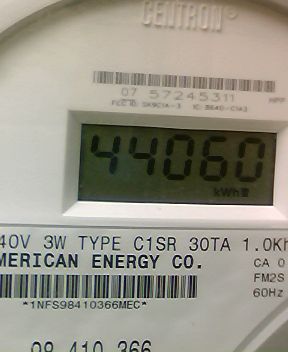 CENTRON®
07 57245311
FCC ID: SK9C1A-3 IC: 864G-C1A3
44060
kWh
40V 3W TYPE C1SR 30TA 1.0Kh
MERICAN ENERGY CO.
CA 0
FM2S
60Hz
*1NFS98410366MEC*
98 410 366